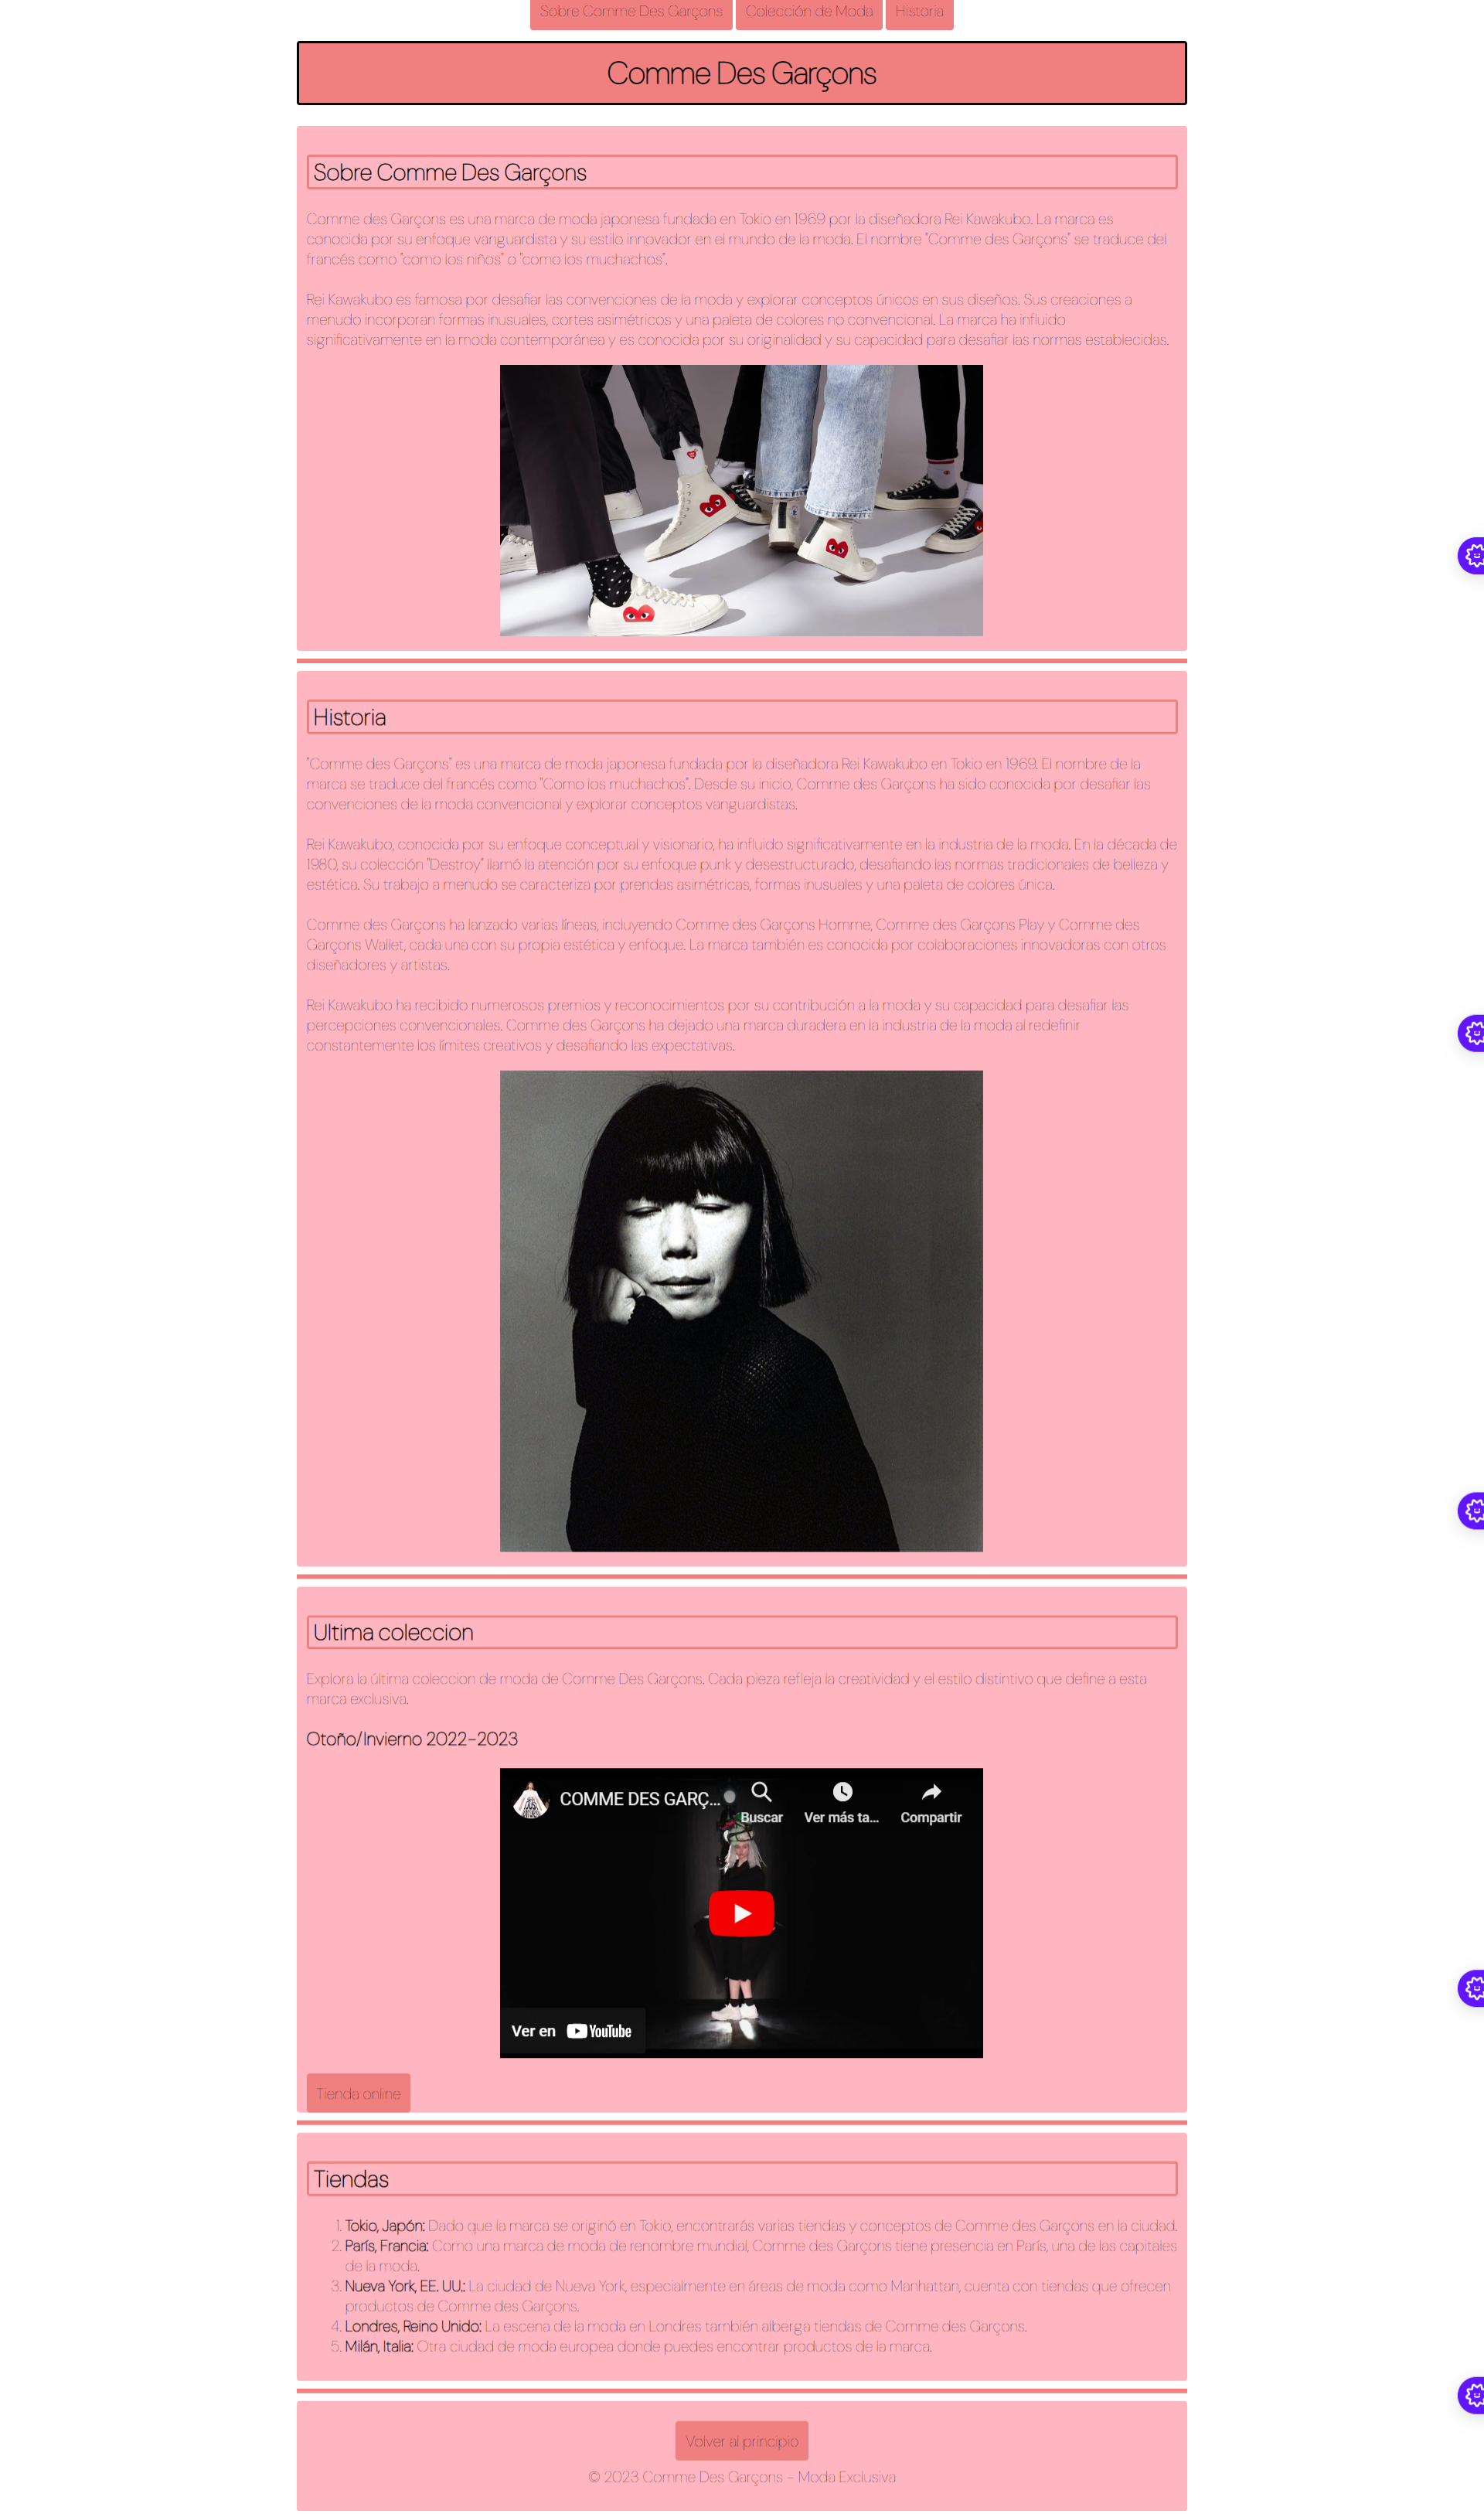 Sobre Comme Des Garçons Colección de Moda Historia
Comme Des Garçons
Sobre Comme Des Garçons
Comme des Garçons es una marca de moda japonesa fundada en Tokio en 1969 por la diseñadora Rei Kawakubo. La marca es
conocida por su enfoque vanguardista y su estilo innovador en el mundo de la moda. El nombre "Comme des Garçons" se traduce del
francés como "como los niños" o "como los muchachos".
Rei Kawakubo es famosa por desafiar las convenciones de la moda y explorar conceptos únicos en sus diseños. Sus creaciones a
menudo incorporan formas inusuales, cortes asimétricos y una paleta de colores no convencional. La marca ha influido
significativamente en la moda contemporánea y es conocida por su originalidad y su capacidad para desafiar las normas establecidas.
Historia
"Comme des Garçons" es una marca de moda japonesa fundada por la diseñadora Rei Kawakubo en Tokio en 1969. El nombre de la
marca se traduce del francés como "Como los muchachos". Desde su inicio, Comme des Garçons ha sido conocida por desafiar las
convenciones de la moda convencional y explorar conceptos vanguardistas.
Rei Kawakubo, conocida por su enfoque conceptual y visionario, ha influido significativamente en la industria de la moda. En la década de
1980, su colección "Destroy" llamó la atención por su enfoque punk y desestructurado, desafiando las normas tradicionales de belleza y
estética. Su trabajo a menudo se caracteriza por prendas asimétricas, formas inusuales y una paleta de colores única.
Comme des Garçons ha lanzado varias líneas, incluyendo Comme des Garçons Homme, Comme des Garçons Play y Comme des
Garçons Wallet, cada una con su propia estética y enfoque. La marca también es conocida por colaboraciones innovadoras con otros
diseñadores y artistas.
Rei Kawakubo ha recibido numerosos premios y reconocimientos por su contribución a la moda y su capacidad para desafiar las
percepciones convencionales. Comme des Garçons ha dejado una marca duradera en la industria de la moda al redefinir
constantemente los límites creativos y desafiando las expectativas.
Ultima coleccion
Explora la última coleccion de moda de Comme Des Garçons. Cada pieza refleja la creatividad y el estilo distintivo que define a esta
marca exclusiva.
Otoño/Invierno 2022-2023
COMME DES GARÇ...
Buscar Ver más ta... Compartir
Ver en YouTube
Tienda online
Tiendas
1. Tokio, Japón: Dado que la marca se originó en Tokio, encontrarás varias tiendas y conceptos de Comme des Garçons en la ciudad.
2. París, Francia: Como una marca de moda de renombre mundial, Comme des Garçons tiene presencia en París, una de las capitales
de la moda.
3. Nueva York, EE. UU.: La ciudad de Nueva York, especialmente en áreas de moda como Manhattan, cuenta con tiendas que ofrecen
productos de Comme des Garçons.
4. Londres, Reino Unido: La escena de la moda en Londres también alberga tiendas de Comme des Garçons.
5. Milán, Italia: Otra ciudad de moda europea donde puedes encontrar productos de la marca.
Volver al principio
© 2023 Comme Des Garçons - Moda Exclusiva